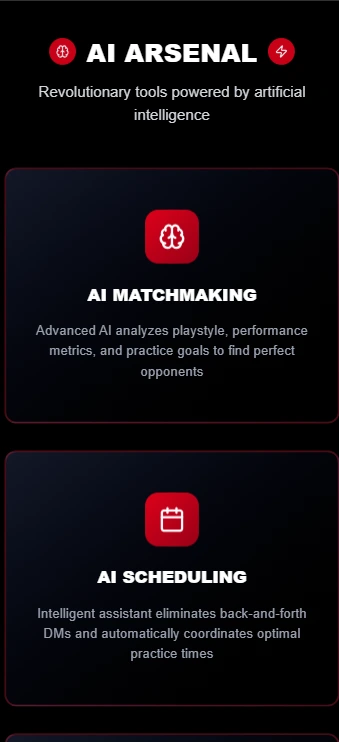 AI ARSENAL
Revolutionary tools powered by artificial
intelligence
AI MATCHMAKING
Advanced AI analyzes playstyle, performance
metrics, and practice goals to find perfect
opponents
AI SCHEDULING
Intelligent assistant eliminates back-and-forth
DMs and automatically coordinates optimal
practice times